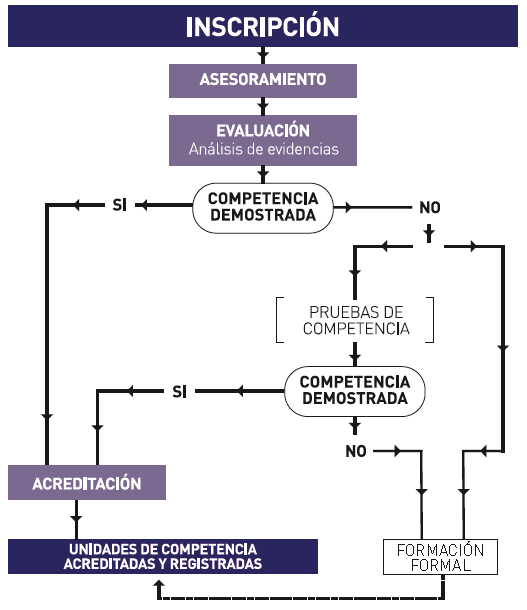 INSCRIPCIÓN
ASESORAMIENTO
EVALUACIÓN
Análisis de evidencias
COMPETENCIA
DEMOSTRADA
SI
NO
PRUEBAS DE
COMPETENCIA
COMPETENCIA
DEMOSTRADA
SI
NO
ACREDITACIÓN
UNIDADES DE COMPETENCIA
ACREDITADAS Y REGISTRADAS
FORMACIÓN
FORMAL